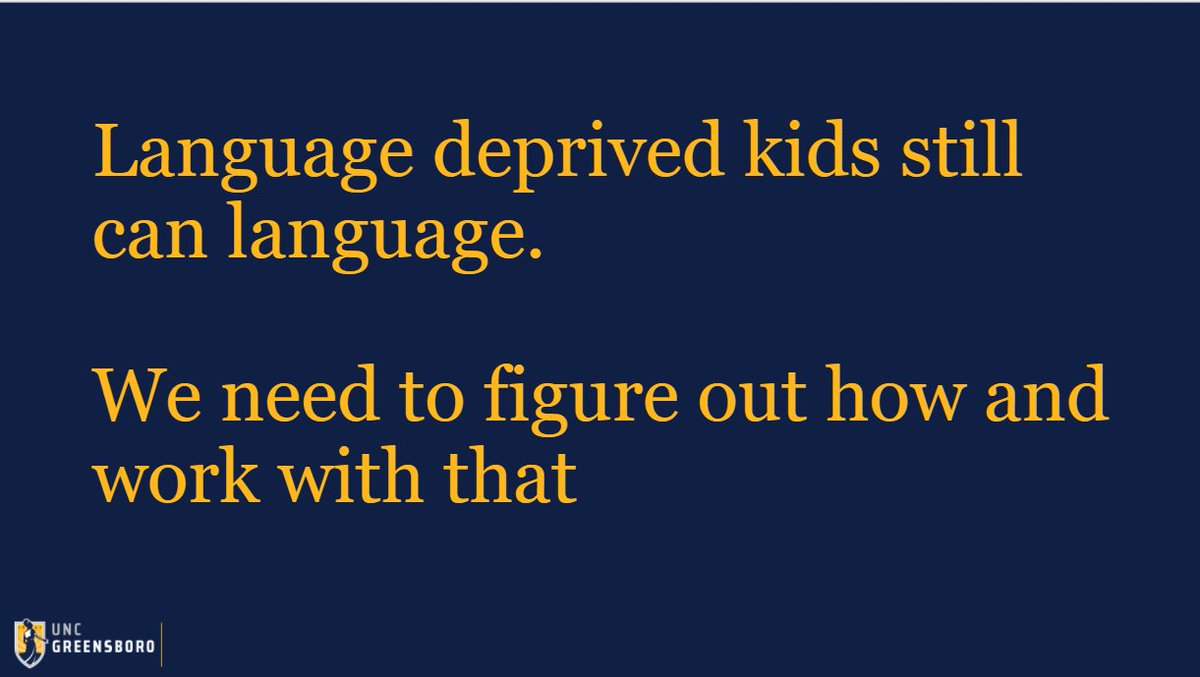 Language deprived kids still
can language.
We need to figure out how and
work with that
UNC
GREENSBORO